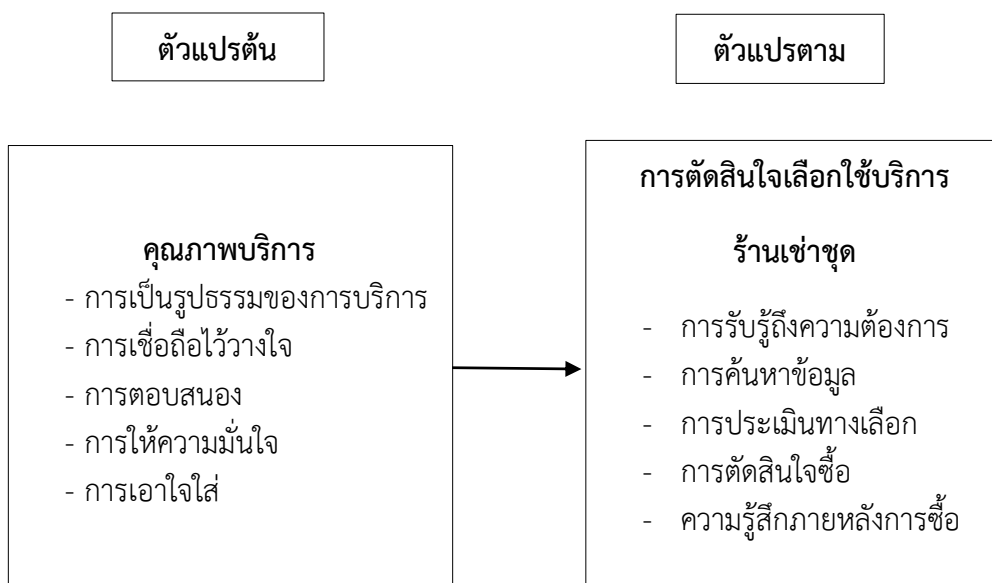 ตัวแปรต้น
ตัวแปรตาม
คุณภาพบริการ
- การเป็นรูปธรรมของการบริการ
- การเชื่อถือไว้วางใจ
- การตอบสนอง
- การให้ความมั่นใจ
- การเอาใจใส่
การตัดสินใจเลือกใช้บริการ
ร้านเช่าชุด
- การรับรู้ถึงความต้องการ
- การค้นหาข้อมูล
- การประเมินทางเลือก
- การตัดสินใจซื้อ
- ความรู้สึกภายหลังการซื้อ